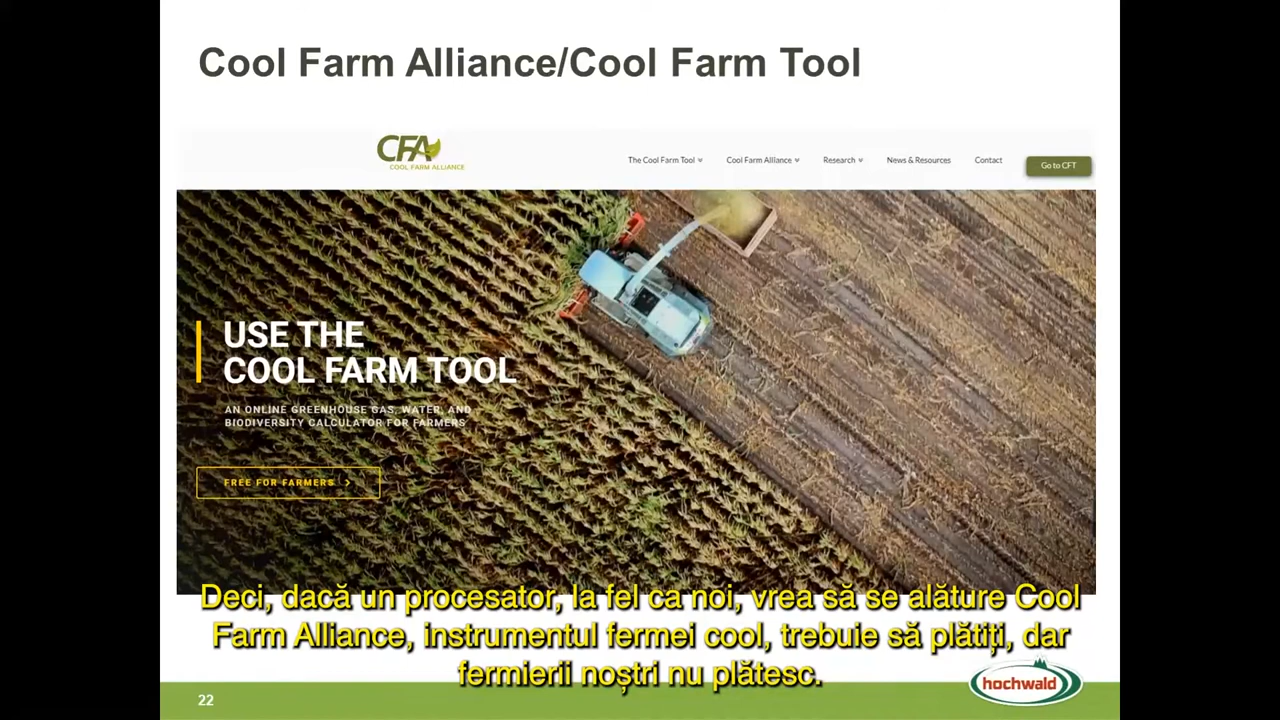 Cool Farm Alliance/Cool Farm Tool
CFA
COOL FARM ALLIANCE
The Cool Farm Tool
Cool Farm Alliance
Research
News & Resources
Contact
Go to CFT
USE THE
COOL FARM TOOL
AN ONLINE GREENHOUSE GAS, WATER, AND
BIODIVERSITY CALCULATOR FOR FARMERS
FREE FOR FARMERS >
Deci, dacă un procesator, la fel ca noi, vrea să se alăture Cool
Farm Alliance, instrumentul fermei cool, trebuie să plătiți, dar
fermierii noștri nu plătesc.
hochwald
22